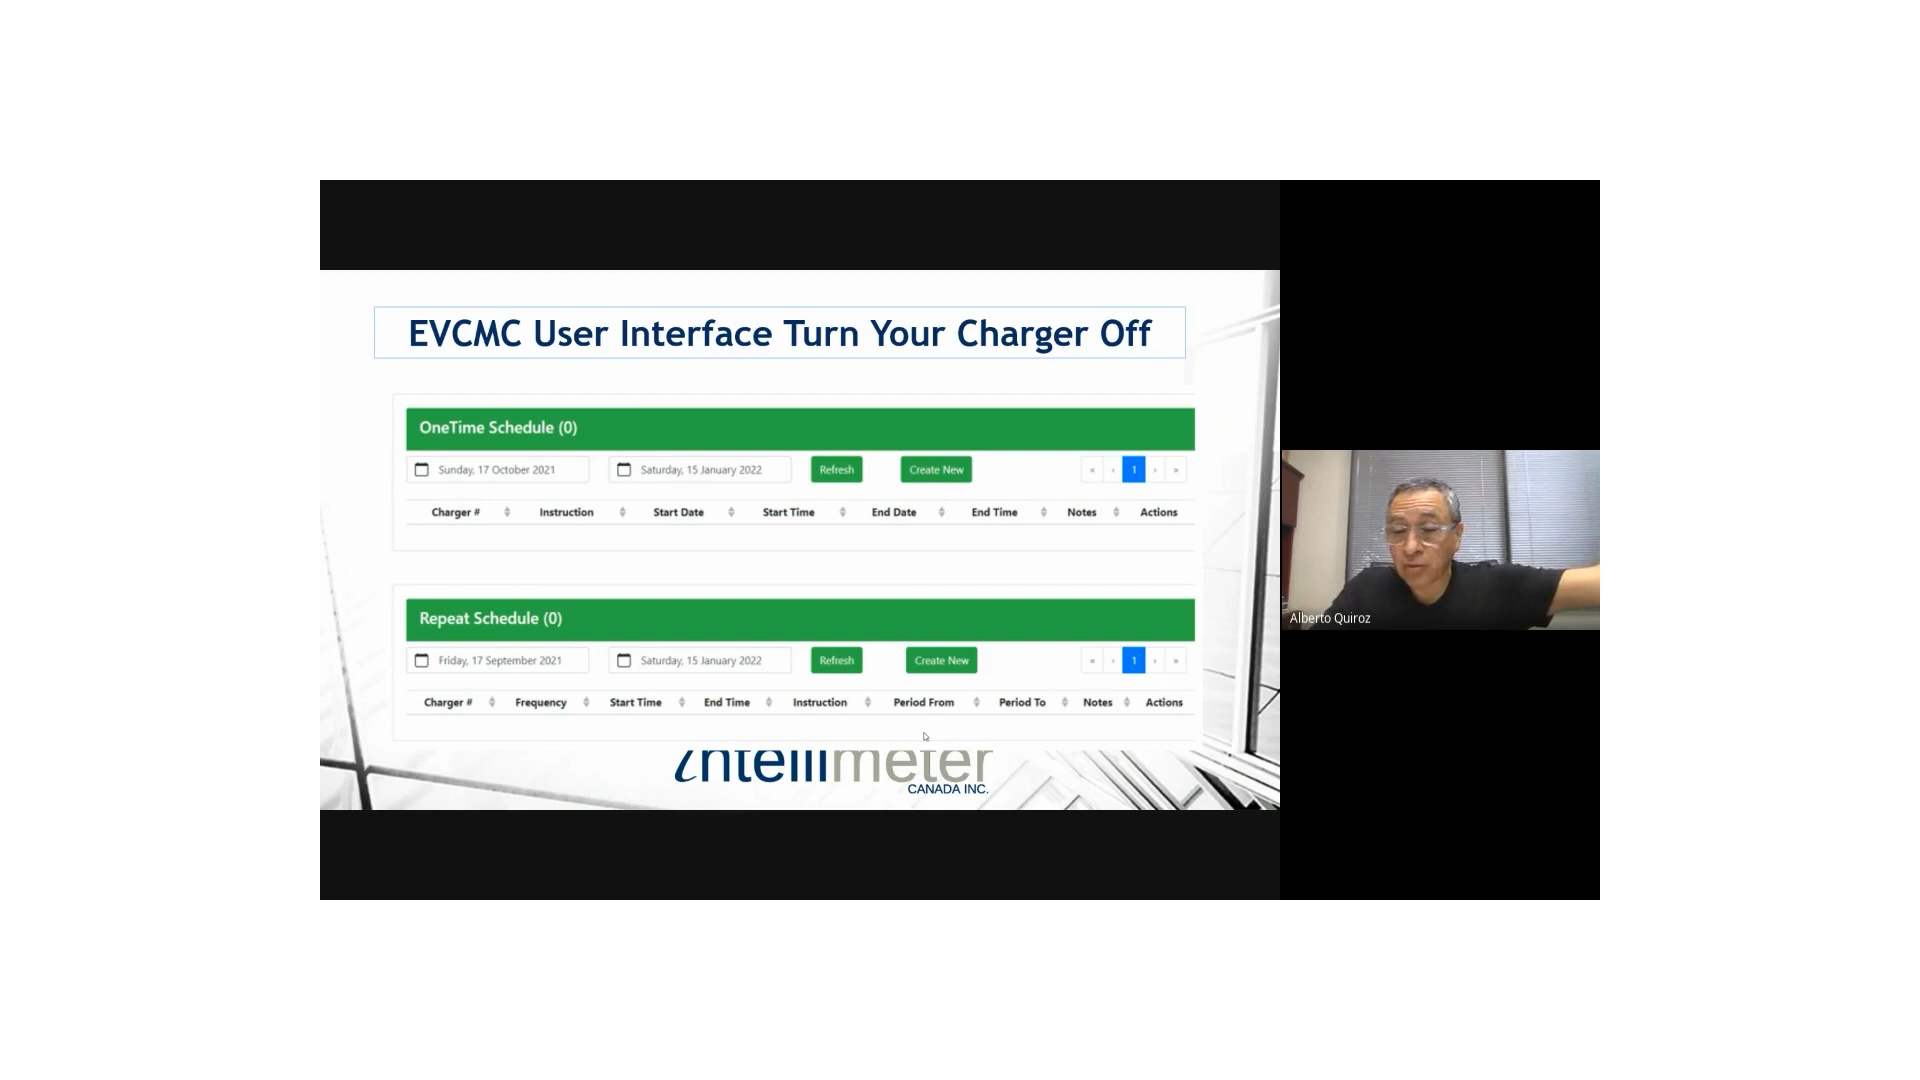 EVCMC User Interface Turn Your Charger Off
OneTime Schedule (0)
Sunday, 17 October 2021 Saturday, 15 January 2022 Refresh Create New « ‹ 1 › »
Charger # Instruction Start Date Start Time End Date End Time Notes Actions
Repeat Schedule (0)
Friday, 17 September 2021 Saturday, 15 January 2022 Refresh Create New « ‹ 1 › »
Charger # Frequency Start Time End Time Instruction Period From Period To Notes Actions
intellimeter
CANADA INC.
Alberto Quiroz